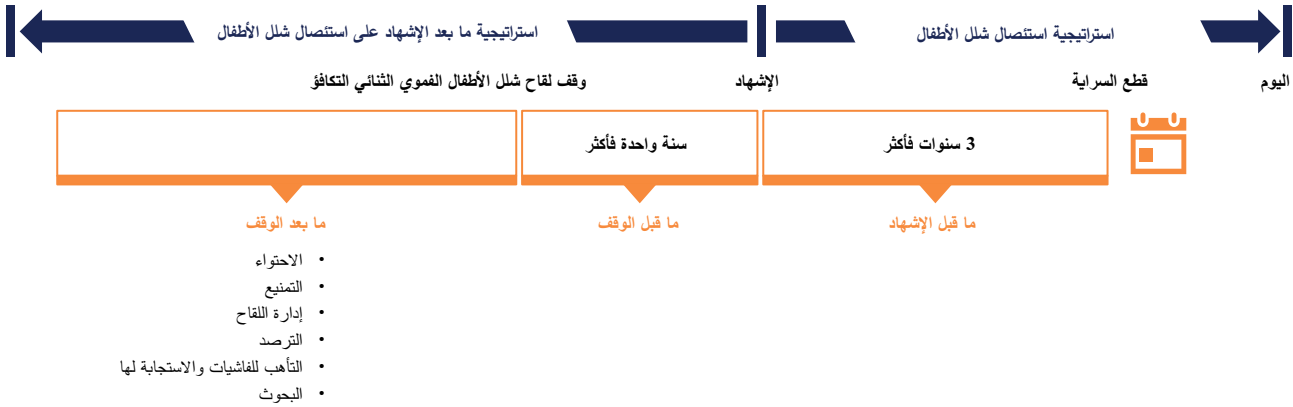 استراتيجية استئصال شلل الأطفال
استراتيجية ما بعد الإشهاد على استئصال شلل الأطفال
اليوم
قطع السراية
الإشهاد
وقف لقاح شلل الأطفال الفموي الثنائي التكافؤ
3 سنوات فأكثر
سنة واحدة فأكثر
ما قبل الإشهاد
ما قبل الوقف
ما بعد الوقف
• الاحتواء
• التمنيع
• إدارة اللقاح
• الترصد
• التأهب للفاشيات والاستجابة لها
• البحوث